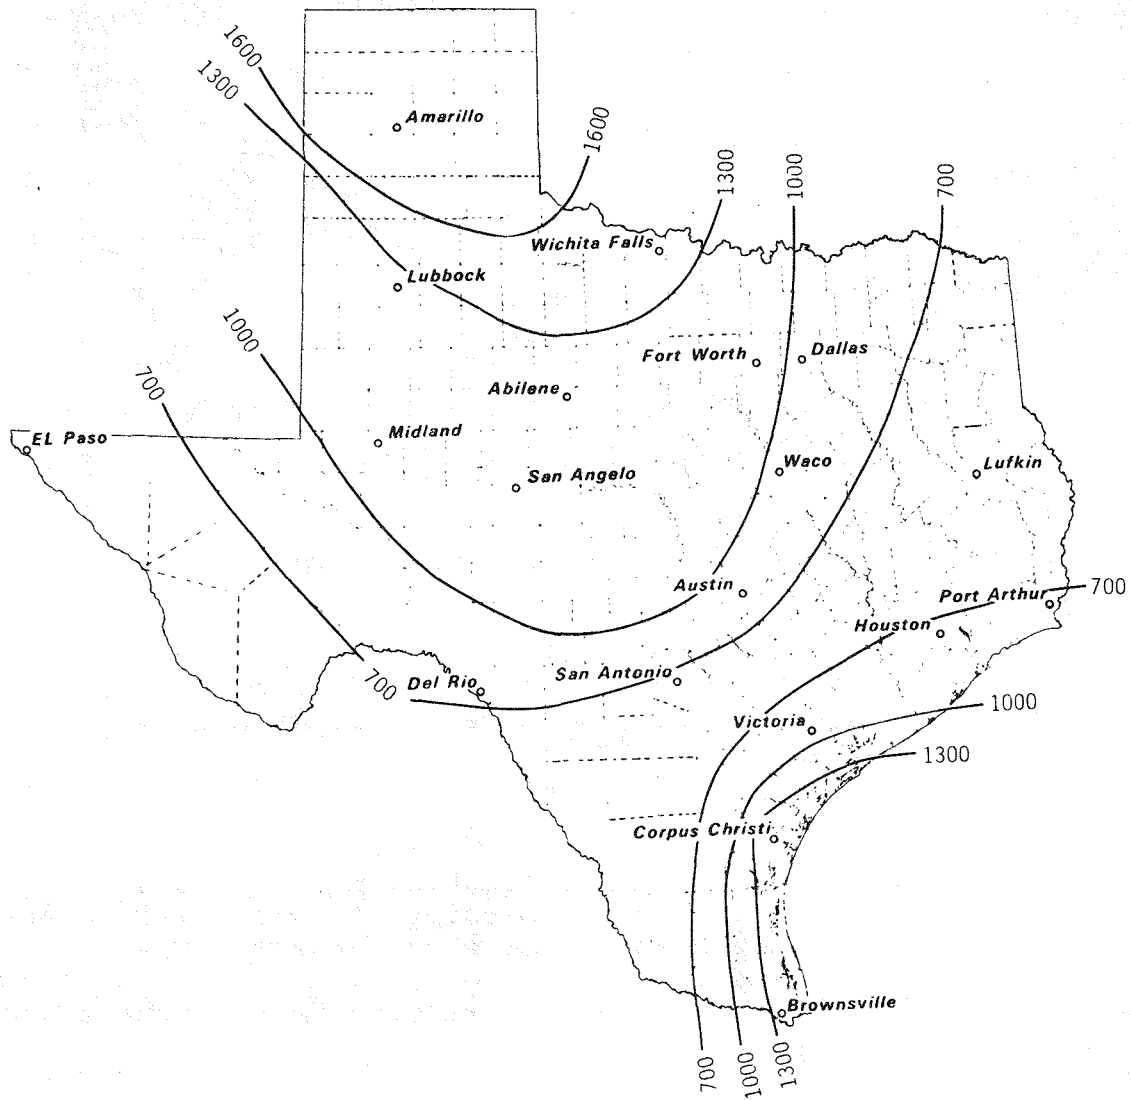 1600
1300
Amarillo
1600
1300
1000
700
Wichita Falls
Lubbock
1000
Fort Worth
Dallas
700
Abilene
EL Paso
Midland
Waco
Lufkin
San Angelo
Austin
Port Arthur
700
Houston
700
Del Rio
San Antonio
Victoria
1000
1300
Corpus Christi
Brownsville
700
1000
1300